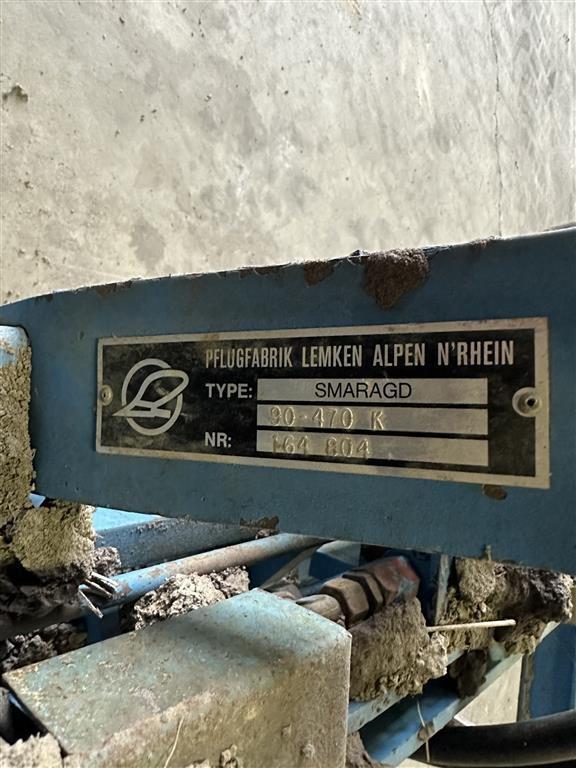 PFLUGFABRIK LEMKEN ALPEN N'RHEIN
TYPE: SMARAGD
90-470 K
NR: 164 804